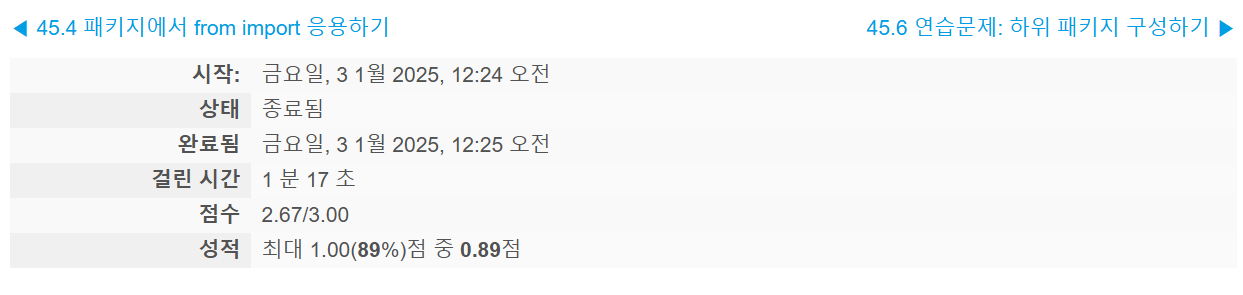 ◀ 45.4 패키지에서 from import 응용하기
45.6 연습문제: 하위 패키지 구성하기 ▶
시작: 금요일, 3 1월 2025, 12:24 오전
상태 종료됨
완료됨 금요일, 3 1월 2025, 12:25 오전
걸린 시간 1 분 17 초
점수 2.67/3.00
성적 최대 1.00(89%)점 중 0.89점